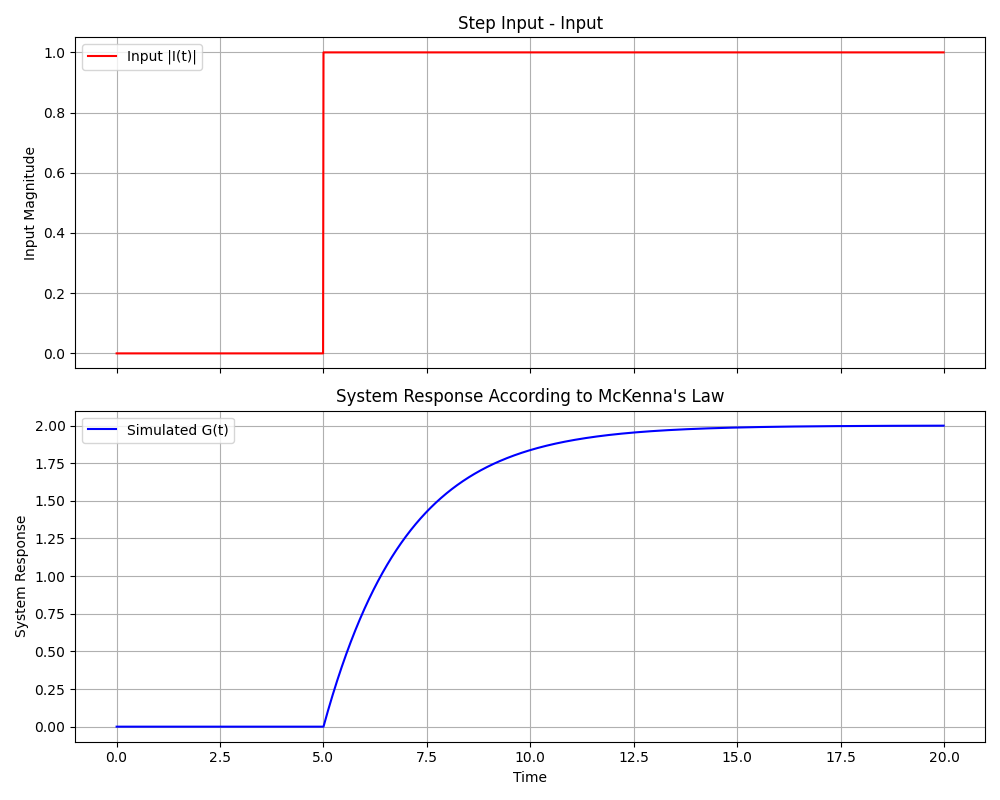 Step Input - Input
Input |I(t)|
Input Magnitude
1.0
0.8
0.6
0.4
0.2
0.0
System Response According to McKenna's Law
Simulated G(t)
System Response
2.00
1.75
1.50
1.25
1.00
0.75
0.50
0.25
0.00
0.0 2.5 5.0 7.5 10.0 12.5 15.0 17.5 20.0
Time